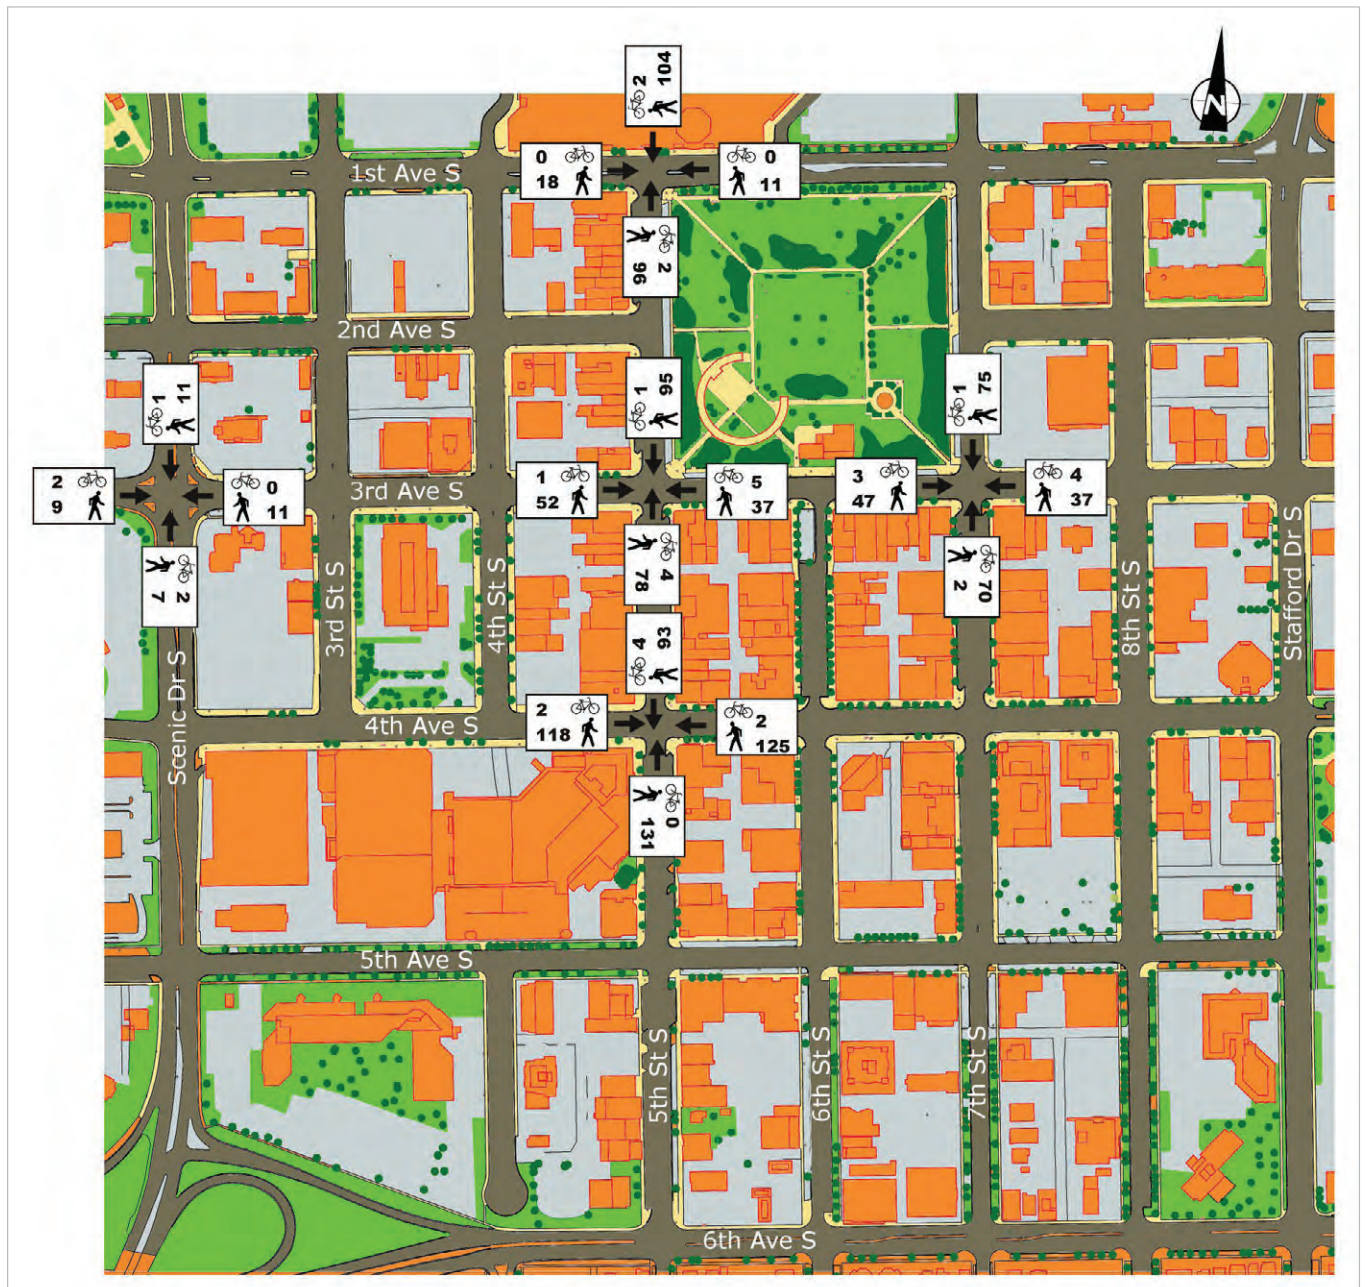 2
104
0
18
0
11
1st Ave S
N
2
96
2nd Ave S
1
11
1
95
1
75
2
9
0
11
3rd Ave S
1
52
5
37
3
47
4
37
2
7
4
78
70
2
3rd St S
4th St S
8th St S
Stafford Dr S
4
93
Scenic Dr S
4th Ave S
2
118
2
125
0
131
5th Ave S
5th St S
6th St S
7th St S
6th Ave S